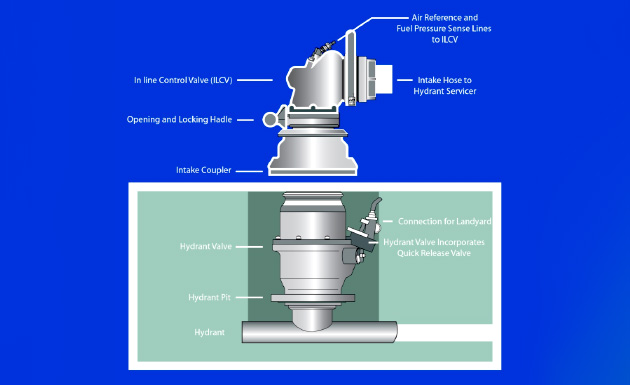 Air Reference and
Fuel Pressure Sense Lines
to ILCV
In line Control Valve (ILCV)
Intake Hose to
Hydrant Servicer
Opening and Locking Hadle
Intake Coupler
Connection for Landyard
Hydrant Valve
Hydrant Valve Incorporates
Quick Release Valve
Hydrant Pit
Hydrant